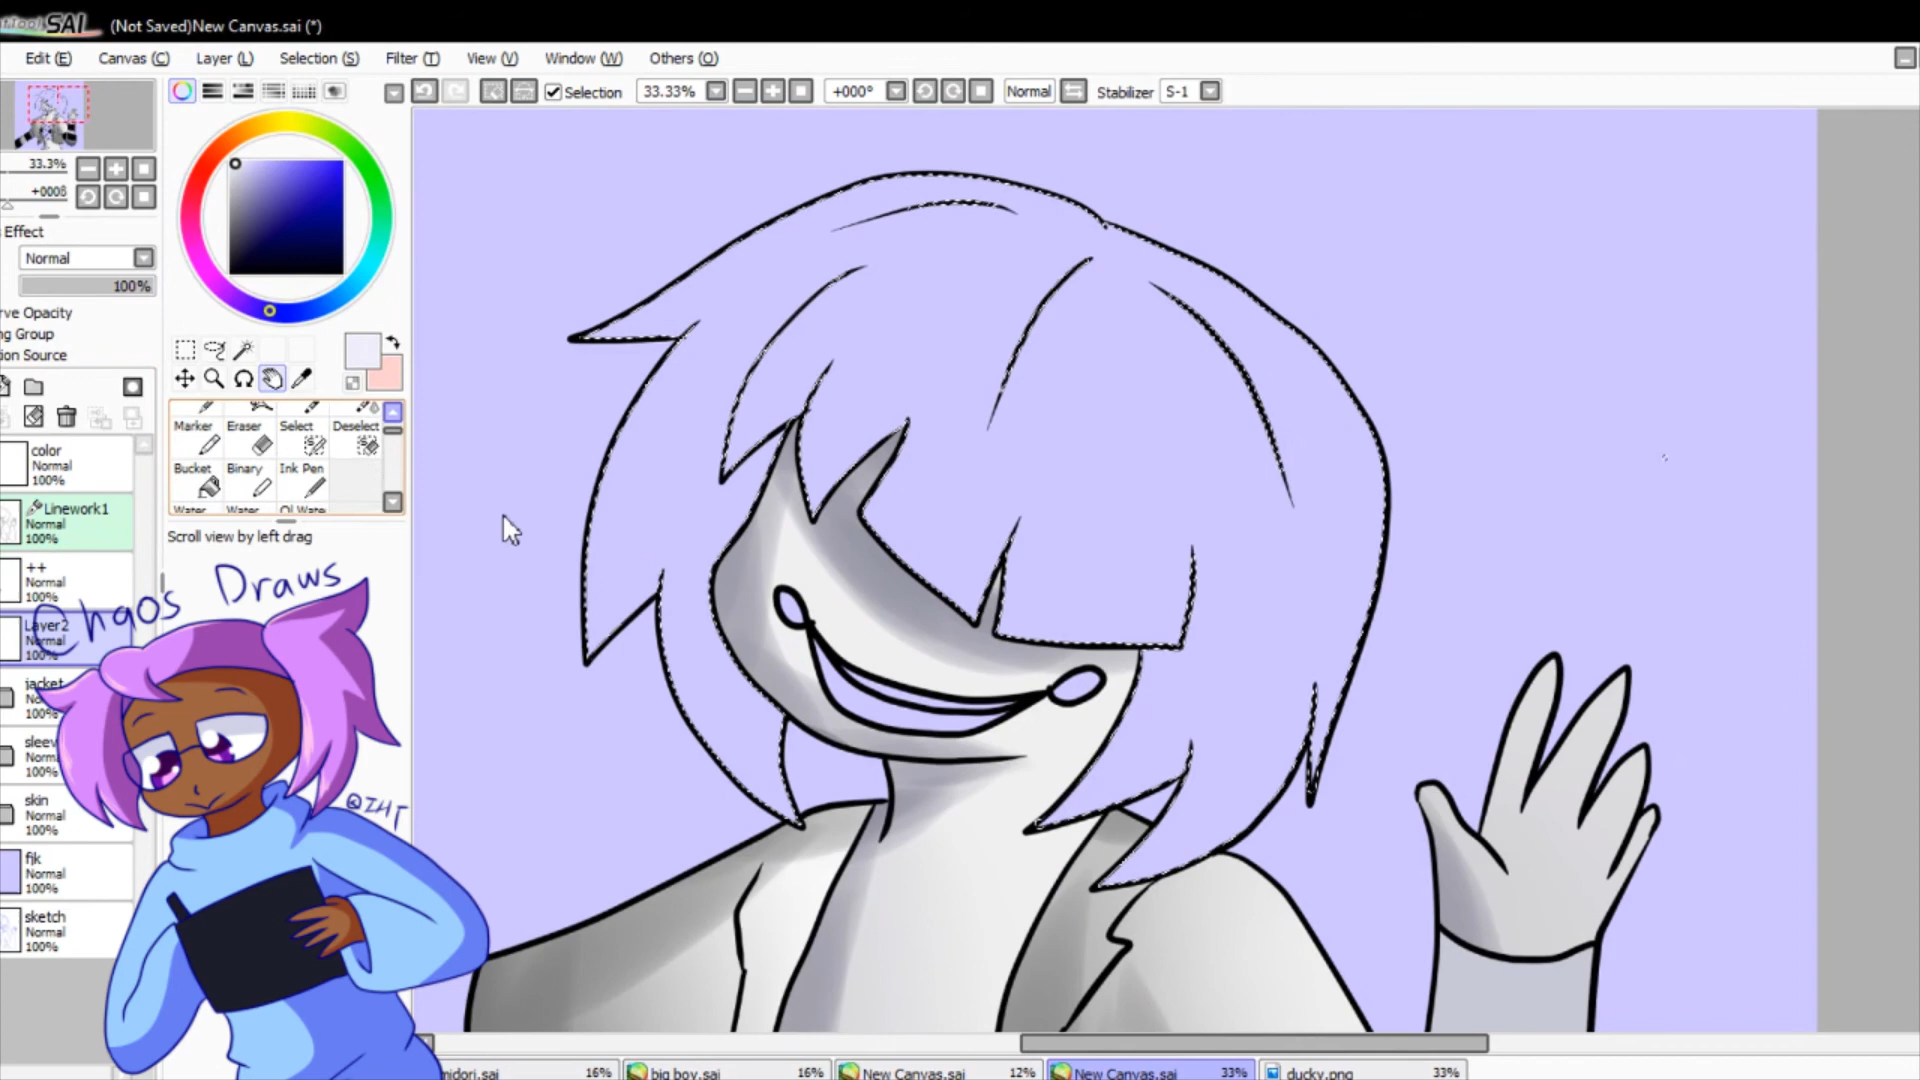 SAI
(Not Saved)New Canvas.sai (*)
Edit (E) Canvas (C) Layer (L) Selection (S) Filter (T) View (V) Window (W) Others (O)
Selection 33.33% +000° Normal Stabilizer S-1
33.3%
+000°
Effect
Normal
100%
rve Opacity
ng Group
ion Source
Marker Eraser Select Deselect
Bucket Binary Ink Pen
Water Water Oil Wate
Scroll view by left drag
color
Normal
100%
Linework1
Normal
100%
++
Normal
100%
Layer2
Normal
100%
jacket
Normal
100%
sleev
Normal
100%
skin
Normal
100%
fjk
Normal
100%
sketch
Normal
100%
Chaos Draws
@ZHT
midori.sai 16% big boy.sai 16% New Canvas.sai 12% New Canvas.sai 33% ducky.png 33%